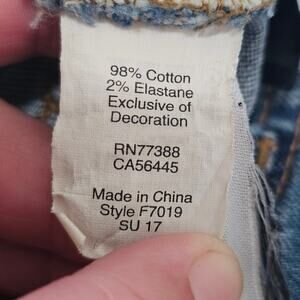 98% Cotton
2% Elastane
Exclusive of
Decoration
RN77388
CA56445
Made in China
Style F7019
SU 17